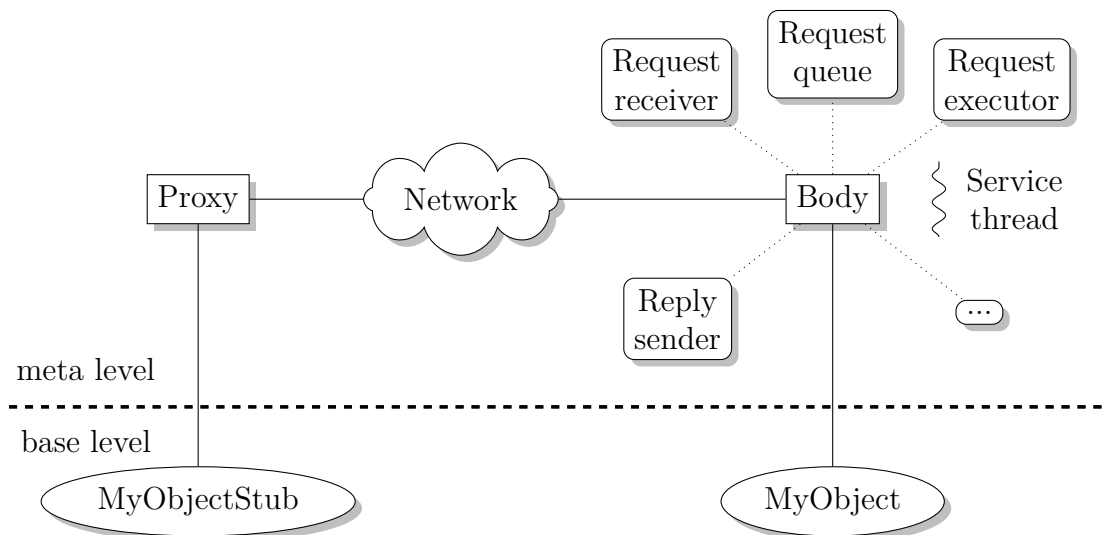 Request
queue
Request
receiver
Request
executor
Proxy
Network
Body
Service
thread
Reply
sender
...
meta level
base level
MyObjectStub
MyObject